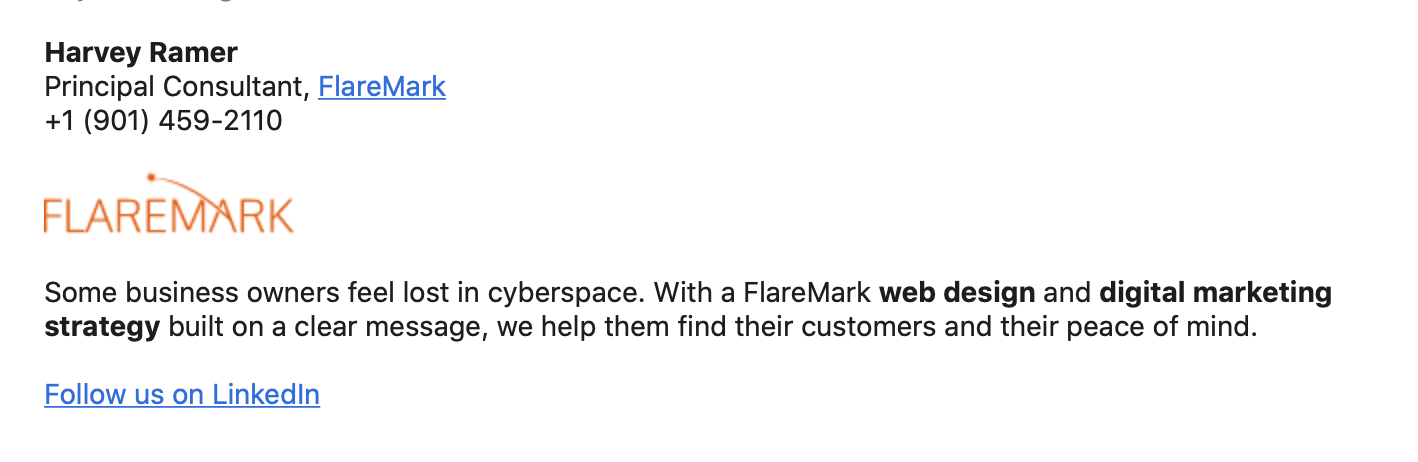 Harvey Ramer
Principal Consultant, FlareMark
+1 (901) 459-2110
FLAREMARK
Some business owners feel lost in cyberspace. With a FlareMark web design and digital marketing
strategy built on a clear message, we help them find their customers and their peace of mind.
Follow us on LinkedIn